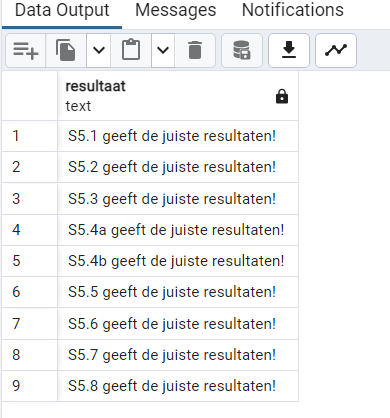 Data Output Messages Notifications
resultaat
text
1 S5.1 geeft de juiste resultaten!
2 S5.2 geeft de juiste resultaten!
3 S5.3 geeft de juiste resultaten!
4 S5.4a geeft de juiste resultaten!
5 S5.4b geeft de juiste resultaten!
6 S5.5 geeft de juiste resultaten!
7 S5.6 geeft de juiste resultaten!
8 S5.7 geeft de juiste resultaten!
9 S5.8 geeft de juiste resultaten!